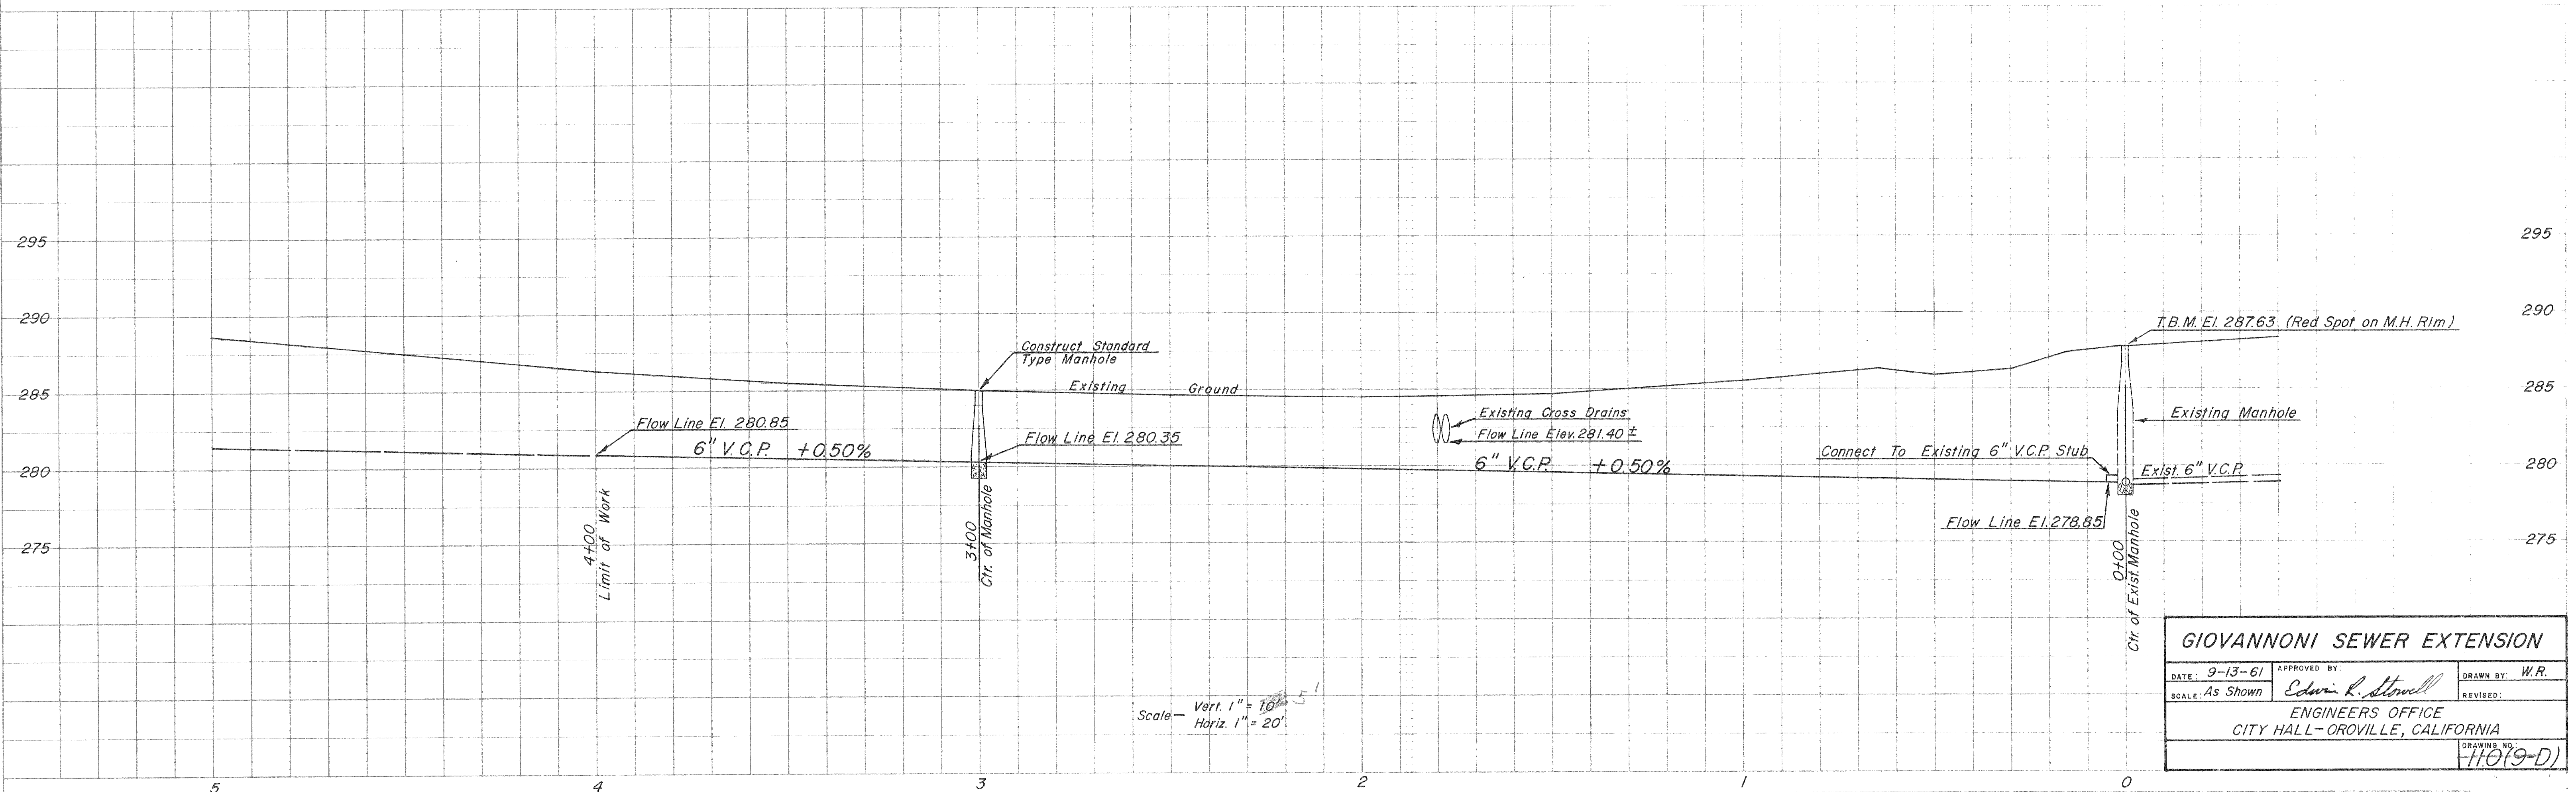 295
295
290
290
285
285
280
280
275
275
T.B.M. El. 287.63 (Red Spot on M.H. Rim)
Construct Standard
Type Manhole
Existing Ground
Existing Manhole
Flow Line El. 280.85
6" V.C.P. +0.50%
Flow Line El. 280.35
Existing Cross Drains
Flow Line Elev. 281.40 ±
6" V.C.P. +0.50%
Connect To Existing 6" V.C.P. Stub
Exist. 6" V.C.P.
Flow Line El. 278.85
4+00
Limit of Work
3+00
Ctr. of Manhole
0+00
Ctr. of Exist. Manhole
Scale— Vert. 1" = 10' 5'
Horiz. 1" = 20'
5
4
3
2
1
0
GIOVANNONI SEWER EXTENSION
DATE: 9-13-61
APPROVED BY:
Edwin R. Stowell
DRAWN BY: W.R.
SCALE: As Shown
REVISED:
ENGINEERS OFFICE
CITY HALL—OROVILLE, CALIFORNIA
DRAWING NO.:
110(9-D)